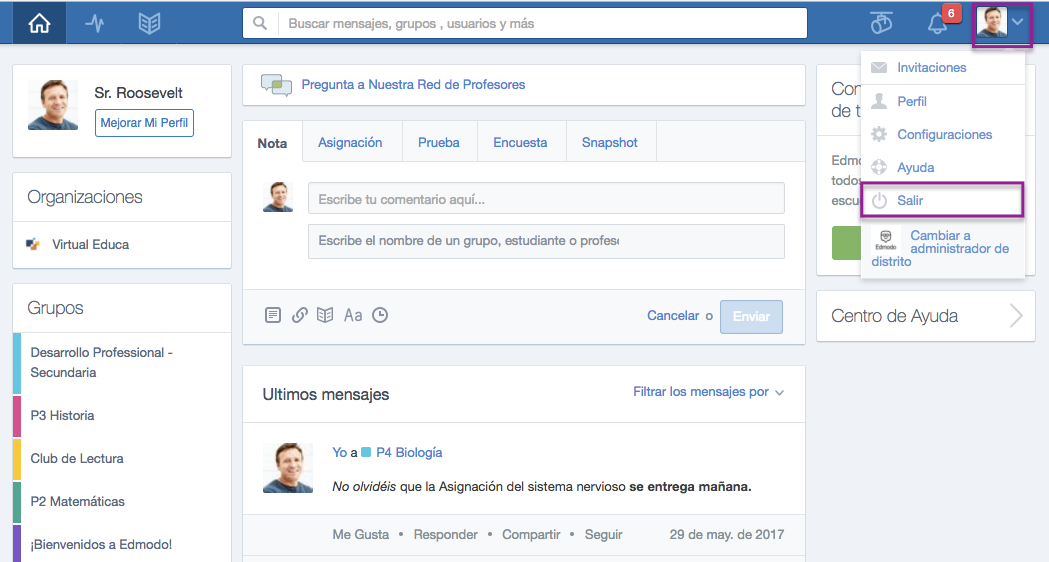 Buscar mensajes, grupos , usuarios y más
6
Sr. Roosevelt
Mejorar Mi Perfil
Organizaciones
Virtual Educa
Grupos
Desarrollo Profesional -
Secundaria
P3 Historia
Club de Lectura
P2 Matemáticas
¡Bienvenidos a Edmodo!
Pregunta a Nuestra Red de Profesores
Nota
Asignación
Prueba
Encuesta
Snapshot
Escribe tu comentario aquí...
Escribe el nombre de un grupo, estudiante o profes
Aa
Cancelar o Enviar
Ultimos mensajes
Filtrar los mensajes por
Yo a P4 Biología
No olvidéis que la Asignación del sistema nervioso se entrega mañana.
Me Gusta • Responder • Compartir • Seguir
29 de may. de 2017
Invitaciones
Perfil
Configuraciones
Ayuda
Salir
Edmodo
Cambiar a
administrador de
distrito
Con
de t
Edmo
todos
escu
Centro de Ayuda